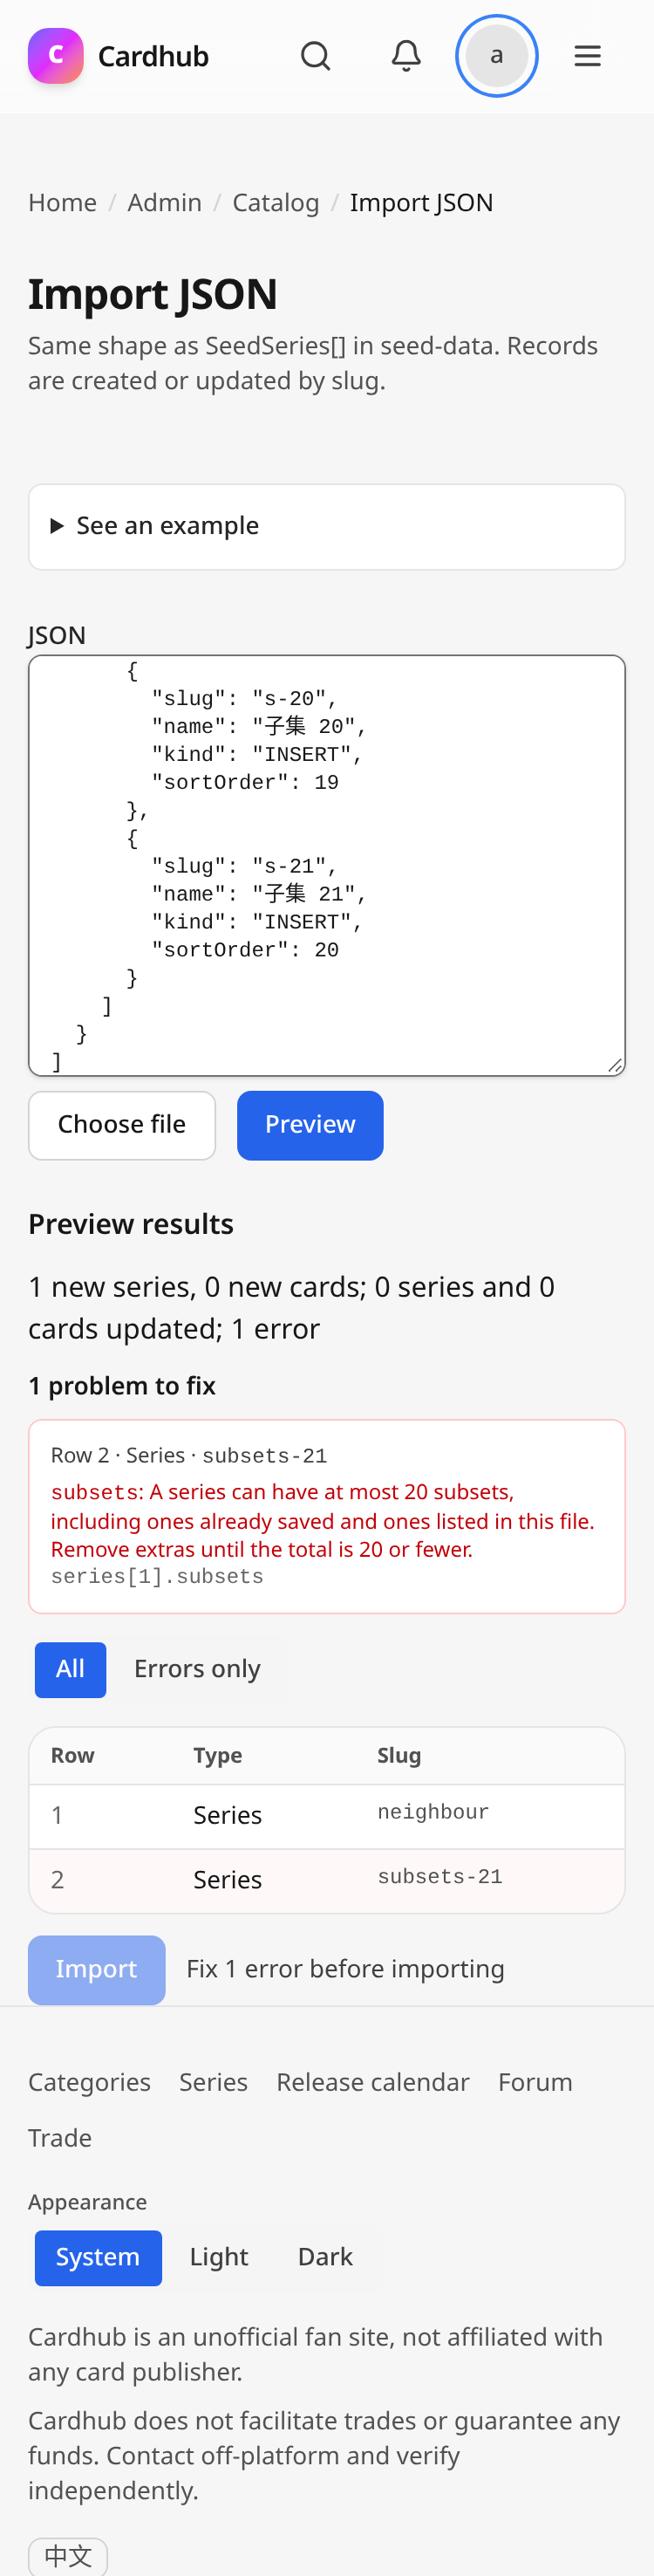 C Cardhub a
Home / Admin / Catalog / Import JSON
Import JSON
Same shape as SeedSeries[] in seed-data. Records
are created or updated by slug.
See an example
JSON
{
"slug": "s-20",
"name": "子集 20",
"kind": "INSERT",
"sortOrder": 19
},
{
"slug": "s-21",
"name": "子集 21",
"kind": "INSERT",
"sortOrder": 20
}
]
}
]
Choose file Preview
Preview results
1 new series, 0 new cards; 0 series and 0
cards updated; 1 error
1 problem to fix
Row 2 · Series · subsets-21
subsets: A series can have at most 20 subsets,
including ones already saved and ones listed in this file.
Remove extras until the total is 20 or fewer.
series[1].subsets
All Errors only
Row Type Slug
1 Series neighbour
2 Series subsets-21
Import Fix 1 error before importing
Categories Series Release calendar Forum
Trade
Appearance
System Light Dark
Cardhub is an unofficial fan site, not affiliated with
any card publisher.
Cardhub does not facilitate trades or guarantee any
funds. Contact off-platform and verify
independently.
中文